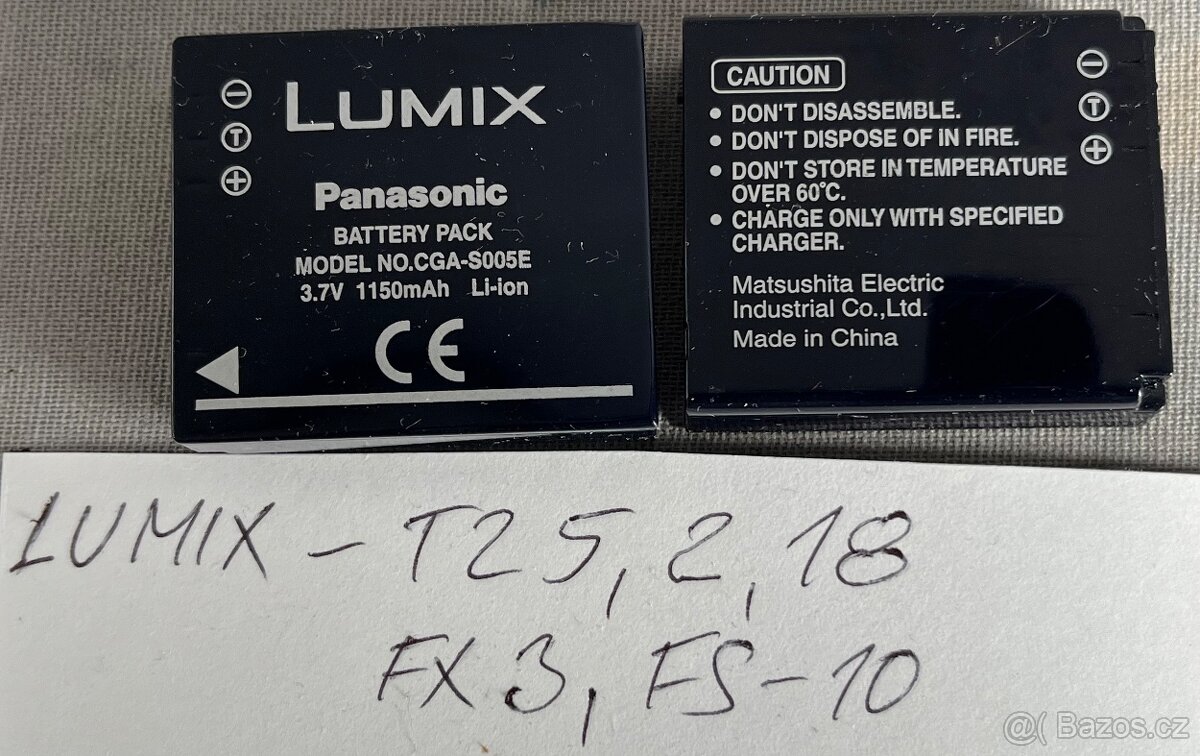 LUMIX
Panasonic
BATTERY PACK
MODEL NO.CGA-S005E
3.7V 1150mAh Li-ion
CE
⊖
T
⊕
CAUTION
• DON'T DISASSEMBLE.
• DON'T DISPOSE OF IN FIRE.
• DON'T STORE IN TEMPERATURE
OVER 60°C.
• CHARGE ONLY WITH SPECIFIED
CHARGER.
Matsushita Electric
Industrial Co.,Ltd.
Made in China
⊖
T
⊕
LUMIX - TZ5, 2, 18
FX3, FS-10
@( Bazos.cz